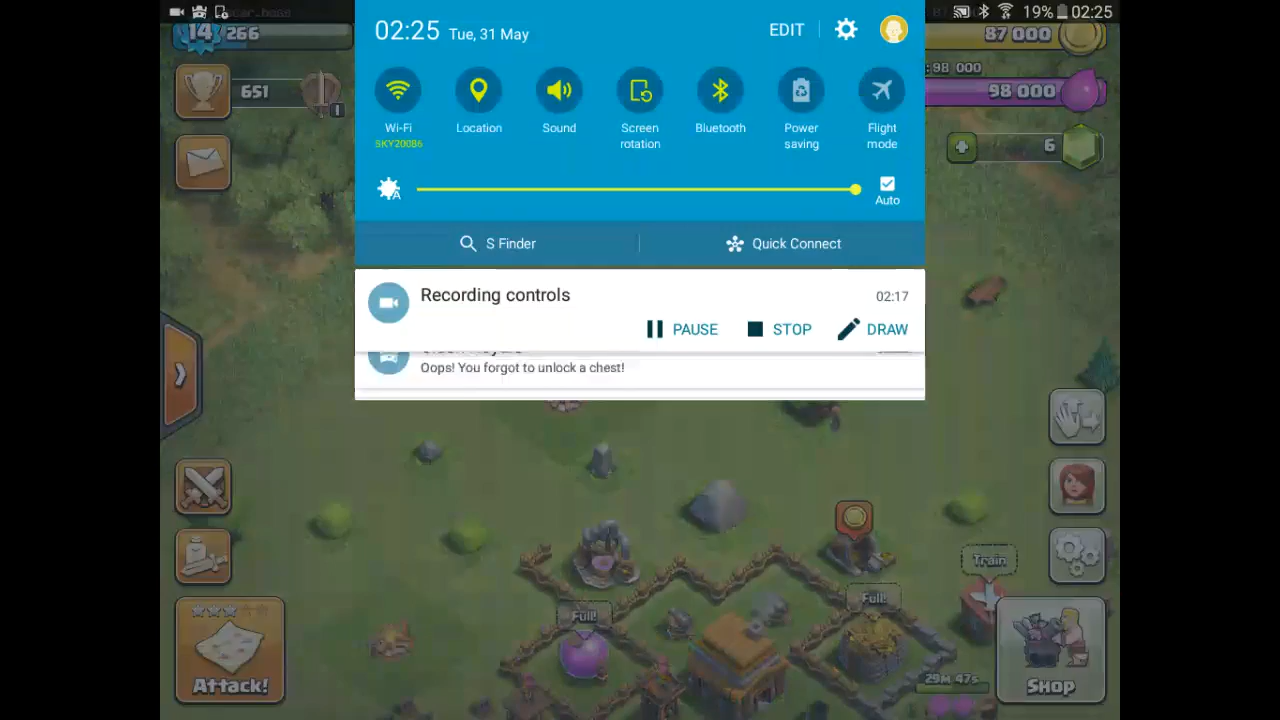 19% 02:25
02:25 Tue, 31 May EDIT
14 266
87 000
98 000
98 000
651
6
Wi-Fi Location Sound Screen rotation Bluetooth Power saving Flight mode
SKY20086
A
Auto
S Finder Quick Connect
Recording controls 02:17
PAUSE STOP DRAW
Oops! You forgot to unlock a chest!
Train
Full! Full!
29M 47s
Attack! Shop